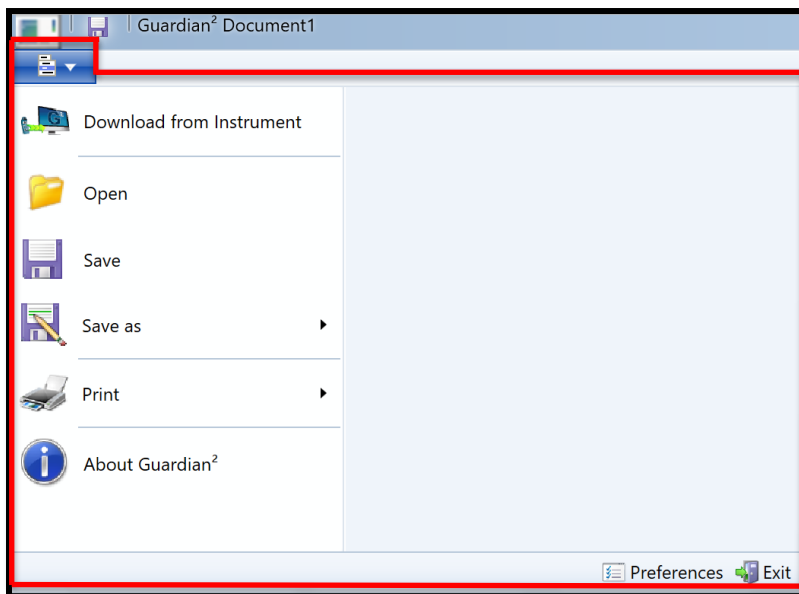 Guardian² Document1
Download from Instrument
Open
Save
Save as
Print
About Guardian²
Preferences Exit